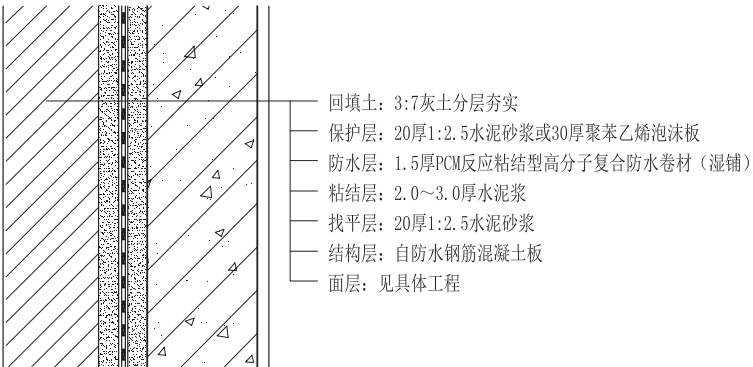 回填土：3:7灰土分层夯实
保护层：20厚1:2.5水泥砂浆或30厚聚苯乙烯泡沫板
防水层：1.5厚PCM反应粘结型高分子复合防水卷材（湿铺）
粘结层：2.0～3.0厚水泥浆
找平层：20厚1:2.5水泥砂浆
结构层：自防水钢筋混凝土板
面层：见具体工程